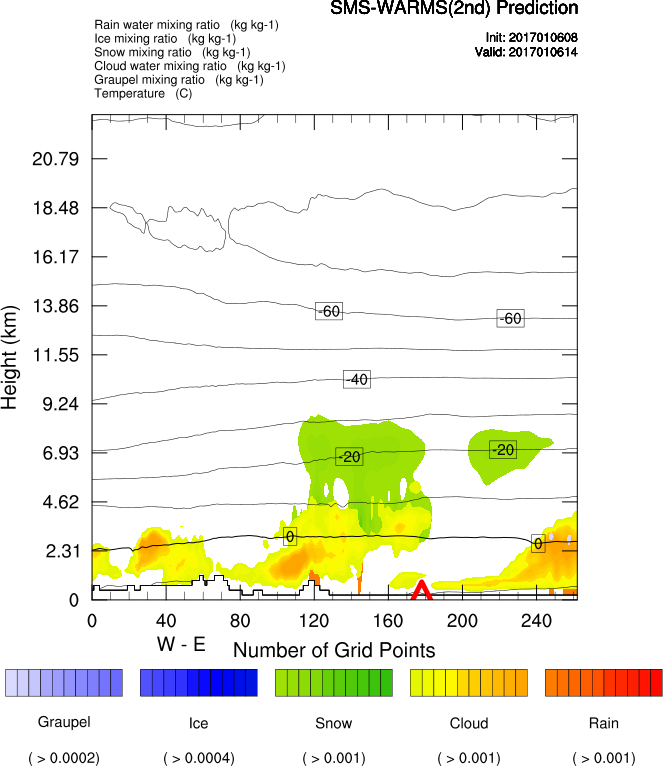 SMS-WARMS(2nd) Prediction
Rain water mixing ratio (kg kg-1)
Ice mixing ratio (kg kg-1)
Snow mixing ratio (kg kg-1)
Cloud water mixing ratio (kg kg-1)
Graupel mixing ratio (kg kg-1)
Temperature (C)
Init: 2017010608
Valid: 2017010614
Height (km)
20.79
18.48
16.17
13.86
11.55
9.24
6.93
4.62
2.31
0
-60
-60
-40
-20
-20
0
0
0 40 80 120 160 200 240
W - E Number of Grid Points
Graupel Ice Snow Cloud Rain
( > 0.0002) ( > 0.0004) ( > 0.001) ( > 0.001) ( > 0.001)